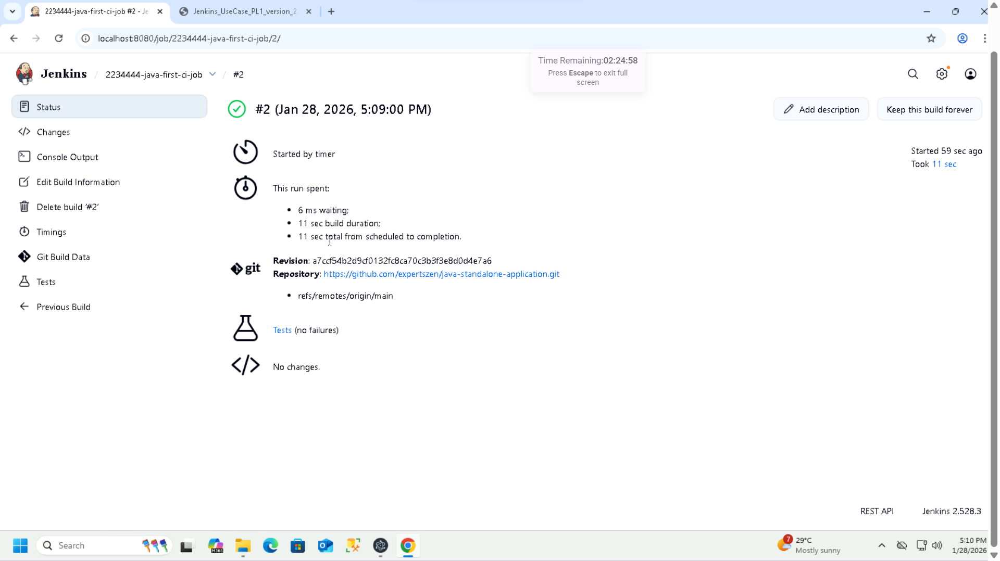 2234444-java-first-ci-job #2 - Je
Jenkins_UseCase_PL1_version_2
localhost:8080/job/2234444-java-first-ci-job/2/
Time Remaining:02:24:58
Press Escape to exit full
screen
Jenkins / 2234444-java-first-ci-job / #2
Status
Changes
Console Output
Edit Build Information
Delete build ‘#2’
Timings
Git Build Data
Tests
Previous Build
#2 (Jan 28, 2026, 5:09:00 PM)
Add description
Keep this build forever
Started by timer
Started 59 sec ago
Took 11 sec
This run spent:
6 ms waiting;
11 sec build duration;
11 sec total from scheduled to completion.
git
Revision: a7ccf54b2d9cf0132fc8ca70c3b3f3e8d0d4e7a6
Repository: https://github.com/expertszen/java-standalone-application.git
refs/remotes/origin/main
Tests (no failures)
No changes.
REST API
Jenkins 2.528.3
Search
M365
7
29°C
Mostly sunny
5:10 PM
1/28/2026